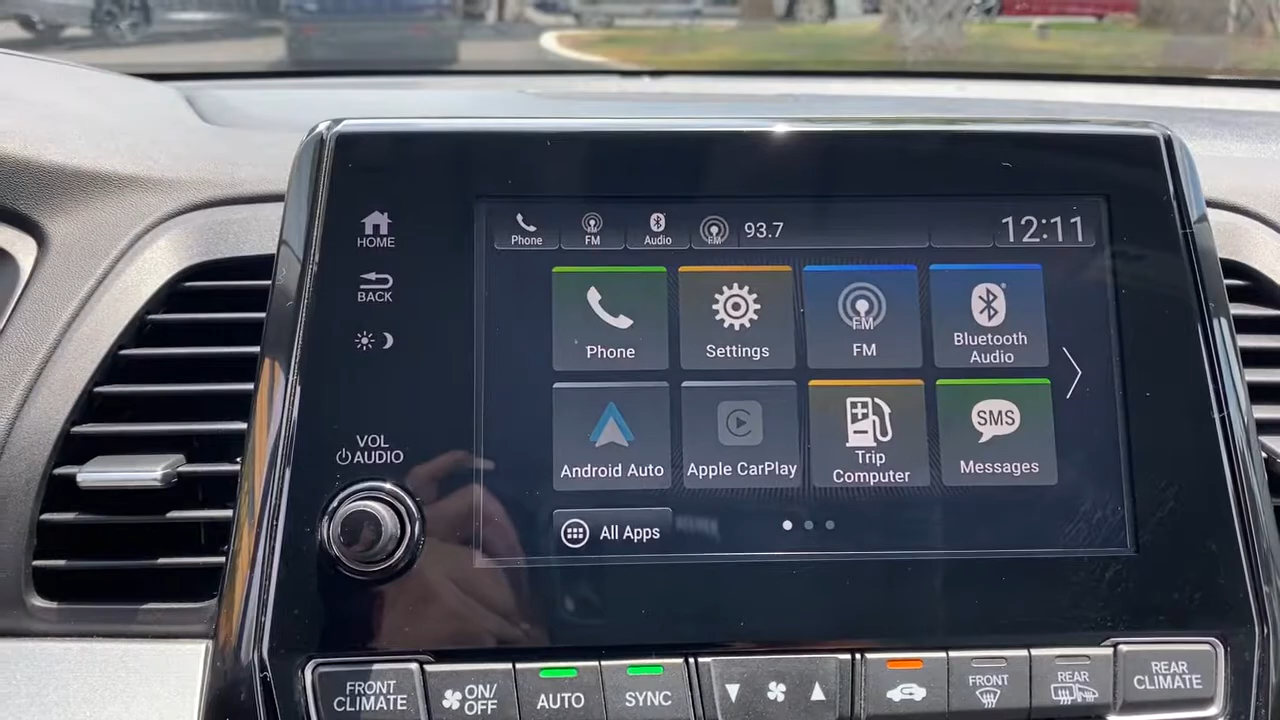 HOME
BACK
VOL
AUDIO
Phone
FM
FM
Audio
FM
93.7
12:11
Phone
Settings
FM
FM
Bluetooth
Audio
Android Auto
Apple CarPlay
Trip
Computer
SMS
Messages
All Apps
FRONT
CLIMATE
ON/
OFF
AUTO
SYNC
FRONT
REAR
REAR
CLIMATE